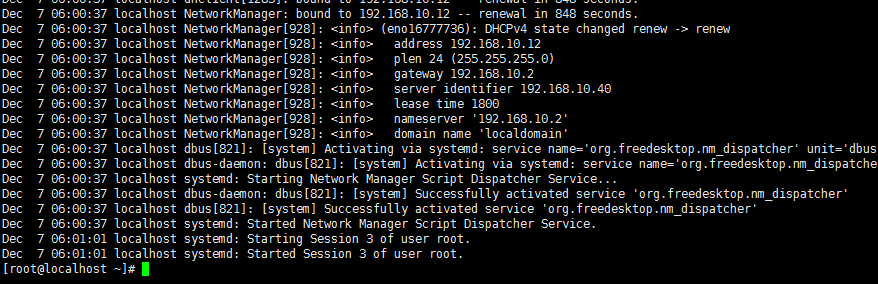 Dec  7 06:00:37 localhost dhclient[1285]: bound to 192.168.10.12 -- renewal in 848 seconds.
Dec  7 06:00:37 localhost NetworkManager: bound to 192.168.10.12 -- renewal in 848 seconds.
Dec  7 06:00:37 localhost NetworkManager[928]: <info> (eno16777736): DHCPv4 state changed renew -> renew
Dec  7 06:00:37 localhost NetworkManager[928]: <info>   address 192.168.10.12
Dec  7 06:00:37 localhost NetworkManager[928]: <info>   plen 24 (255.255.255.0)
Dec  7 06:00:37 localhost NetworkManager[928]: <info>   gateway 192.168.10.2
Dec  7 06:00:37 localhost NetworkManager[928]: <info>   server identifier 192.168.10.40
Dec  7 06:00:37 localhost NetworkManager[928]: <info>   lease time 1800
Dec  7 06:00:37 localhost NetworkManager[928]: <info>   nameserver '192.168.10.2'
Dec  7 06:00:37 localhost NetworkManager[928]: <info>   domain name 'localdomain'
Dec  7 06:00:37 localhost dbus[821]: [system] Activating via systemd: service name='org.freedesktop.nm_dispatcher' unit='dbus
Dec  7 06:00:37 localhost dbus-daemon: dbus[821]: [system] Activating via systemd: service name='org.freedesktop.nm_dispatche
Dec  7 06:00:37 localhost systemd: Starting Network Manager Script Dispatcher Service...
Dec  7 06:00:37 localhost dbus-daemon: dbus[821]: [system] Successfully activated service 'org.freedesktop.nm_dispatcher'
Dec  7 06:00:37 localhost dbus[821]: [system] Successfully activated service 'org.freedesktop.nm_dispatcher'
Dec  7 06:00:37 localhost systemd: Started Network Manager Script Dispatcher Service.
Dec  7 06:01:01 localhost systemd: Starting Session 3 of user root.
Dec  7 06:01:01 localhost systemd: Started Session 3 of user root.
[root@localhost ~]#